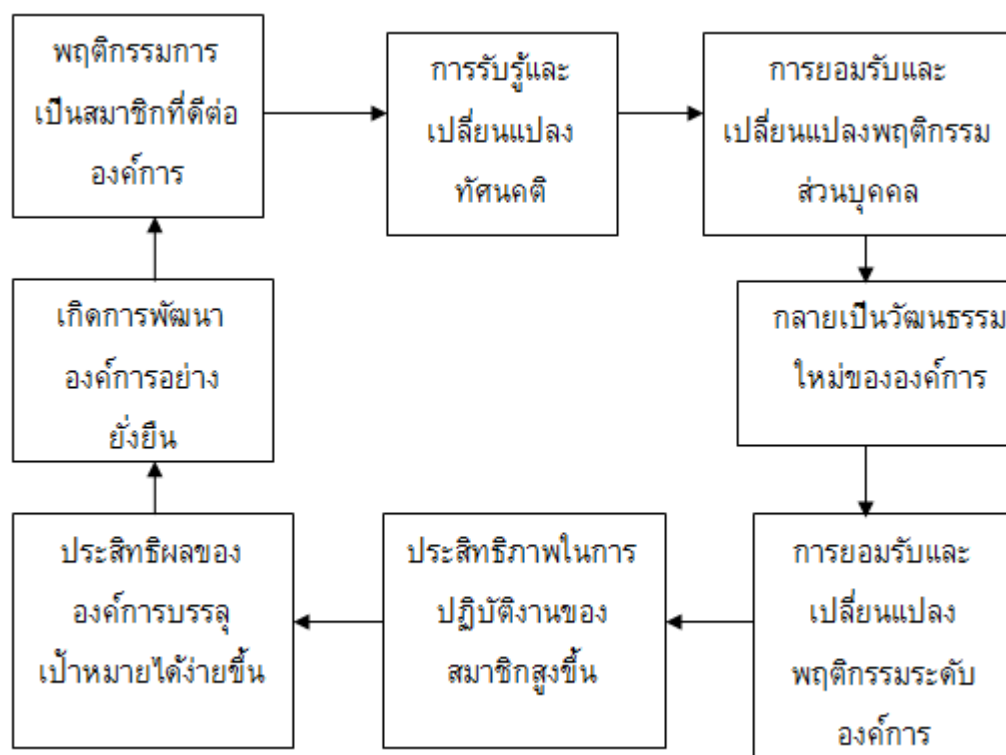 พฤติกรรมการ
เป็นสมาชิกที่ดีต่อ
องค์การ
การรับรู้และ
เปลี่ยนแปลง
ทัศนคติ
การยอมรับและ
เปลี่ยนแปลงพฤติกรรม
ส่วนบุคคล
กลายเป็นวัฒนธรรม
ใหม่ขององค์การ
การยอมรับและ
เปลี่ยนแปลง
พฤติกรรมระดับ
องค์การ
ประสิทธิภาพในการ
ปฏิบัติงานของ
สมาชิกสูงขึ้น
ประสิทธิผลของ
องค์การบรรลุ
เป้าหมายได้ง่ายขึ้น
เกิดการพัฒนา
องค์การอย่าง
ยั่งยืน